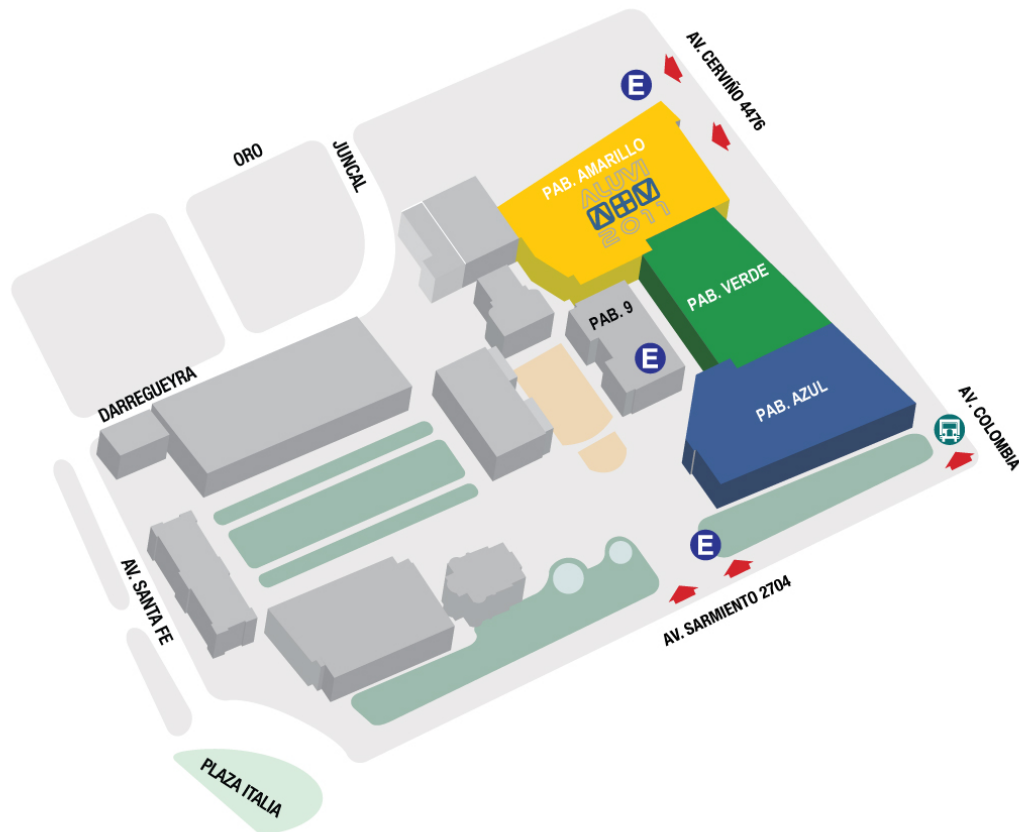 AV. CERVIÑO 4476
E
ORO
JUNCAL
PAB. AMARILLO
ALUVI
2011
PAB. VERDE
PAB. 9
E
DARREGUEYRA
PAB. AZUL
AV. COLOMBIA
E
AV. SANTA FE
AV. SARMIENTO 2704
PLAZA ITALIA